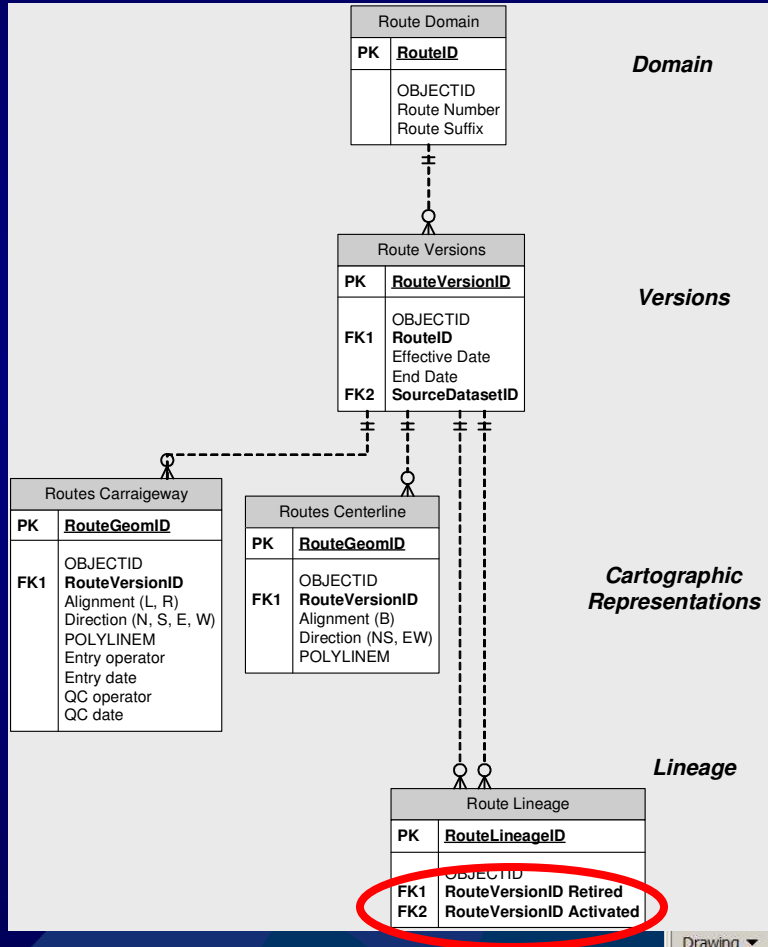 Route Domain
PK RouteID
OBJECTID
Route Number
Route Suffix
Domain
Route Versions
PK RouteVersionID
OBJECTID
FK1 RouteID
Effective Date
End Date
FK2 SourceDatasetID
Versions
Routes Carraigeway
PK RouteGeomID
OBJECTID
FK1 RouteVersionID
Alignment (L, R)
Direction (N, S, E, W)
POLYLINEM
Entry operator
Entry date
QC operator
QC date
Routes Centerline
PK RouteGeomID
OBJECTID
FK1 RouteVersionID
Alignment (B)
Direction (NS, EW)
POLYLINEM
Cartographic
Representations
Lineage
Route Lineage
PK RouteLineageID
OBJECTID
FK1 RouteVersionID Retired
FK2 RouteVersionID Activated
Drawing